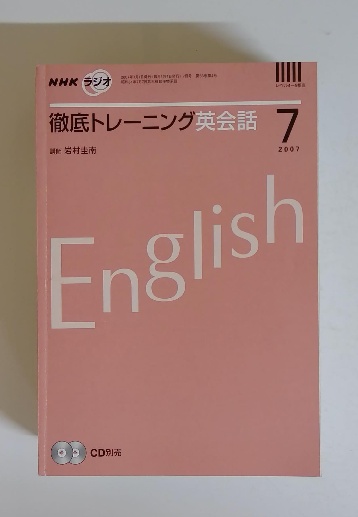 NHK ラジオ
徹底トレーニング英会話
7
2007
講師 岩村圭南
English
CD別売